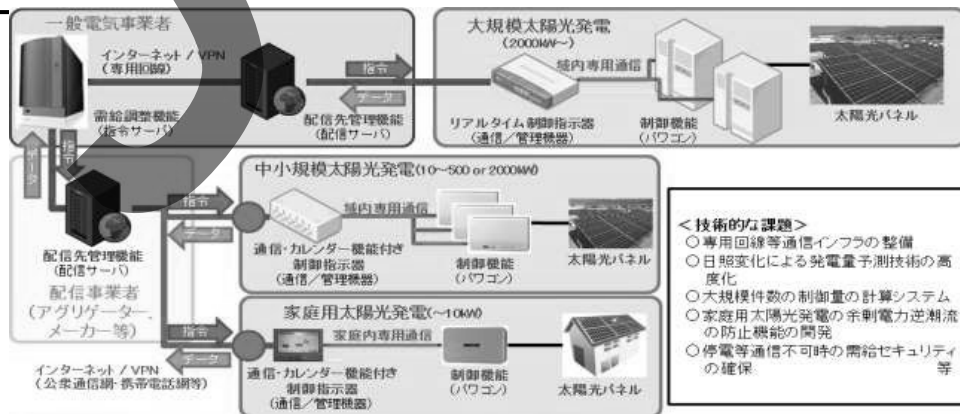 一般電気事業者
インターネット / VPN
(専用回線)
需給調整機能
(指令サーバ)
配信先管理機能
(配信サーバ)
指令
データ
大規模太陽光発電
(2000kW～)
域内専用通信
リアルタイム制御指示器
(通信／管理機器)
制御機能
(パワコン)
太陽光パネル
データ
指令
配信先管理機能
(配信サーバ)
配信事業者
(アグリゲーター、
メーカー等)
インターネット / VPN
(公衆通信網・携帯電話網等)
中小規模太陽光発電(10～500 or 2000kW)
指令
データ
域内専用通信
通信・カレンダー機能付き
制御指示器
(通信／管理機器)
制御機能
(パワコン)
太陽光パネル
家庭用太陽光発電(～10kW)
指令
データ
家庭内専用通信
通信・カレンダー機能付き
制御指示器
(通信／管理機器)
制御機能
(パワコン)
太陽光パネル
＜技術的な課題＞
○専用回線等通信インフラの整備
○日照変化による発電量予測技術の高
度化
○大規模件数の制御量の計算システム
○家庭用太陽光発電の余剰電力逆潮流
の防止機能の開発
○停電等通信不可時の需給セキュリティ
の確保 等